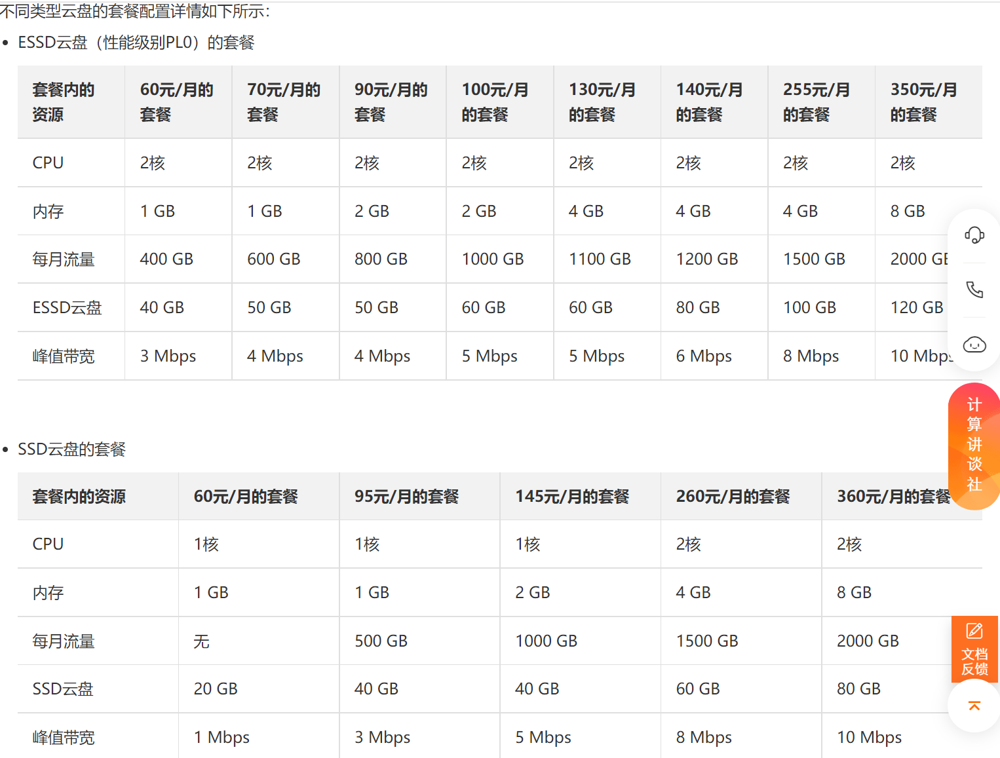 不同类型云盘的套餐配置详情如下所示：
ESSD云盘（性能级别PL0）的套餐
套餐内的资源 60元/月的套餐 70元/月的套餐 90元/月的套餐 100元/月的套餐 130元/月的套餐 140元/月的套餐 255元/月的套餐 350元/月的套餐
CPU 2核 2核 2核 2核 2核 2核 2核 2核
内存 1 GB 1 GB 2 GB 2 GB 4 GB 4 GB 4 GB 8 GB
每月流量 400 GB 600 GB 800 GB 1000 GB 1100 GB 1200 GB 1500 GB 2000 GB
ESSD云盘 40 GB 50 GB 50 GB 60 GB 60 GB 80 GB 100 GB 120 GB
峰值带宽 3 Mbps 4 Mbps 4 Mbps 5 Mbps 5 Mbps 6 Mbps 8 Mbps 10 Mbps
计算讲谈社
SSD云盘的套餐
套餐内的资源 60元/月的套餐 95元/月的套餐 145元/月的套餐 260元/月的套餐 360元/月的套餐
CPU 1核 1核 1核 2核 2核
内存 1 GB 1 GB 2 GB 4 GB 8 GB
每月流量 无 500 GB 1000 GB 1500 GB 2000 GB
SSD云盘 20 GB 40 GB 40 GB 60 GB 80 GB
峰值带宽 1 Mbps 3 Mbps 5 Mbps 8 Mbps 10 Mbps
文档
反馈